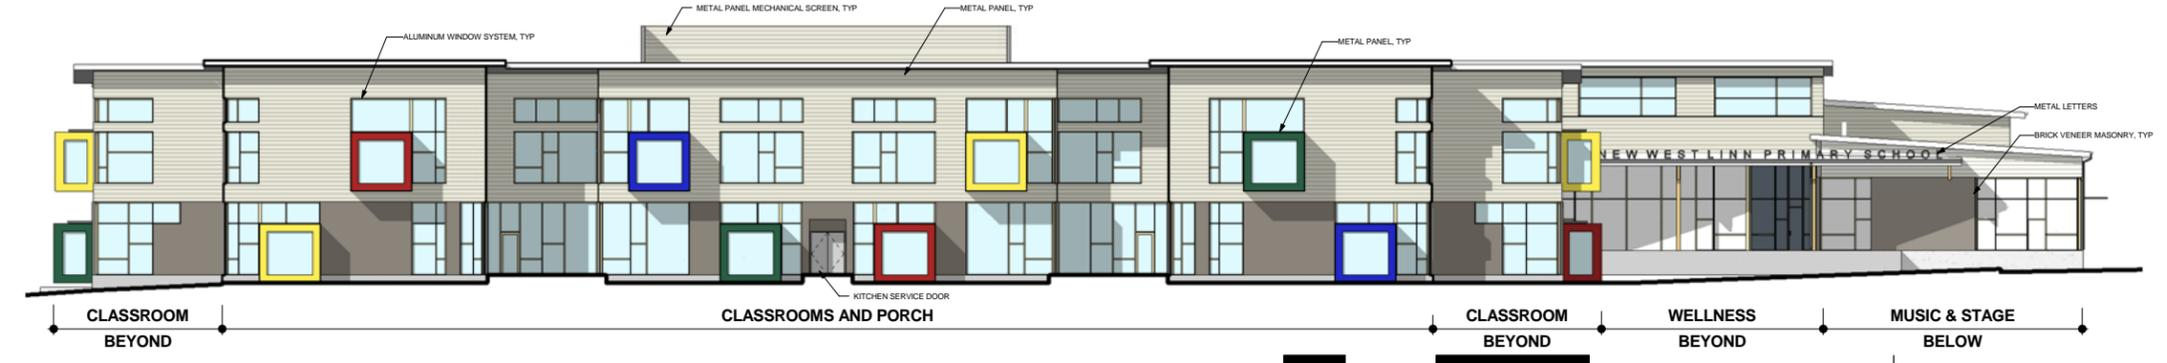 METAL PANEL MECHANICAL SCREEN, TYP
METAL PANEL, TYP
ALUMINUM WINDOW SYSTEM, TYP
METAL PANEL, TYP
METAL LETTERS
BRICK VENEER MASONRY, TYP
NEW WEST LINN PRIMARY SCHOOL
KITCHEN SERVICE DOOR
CLASSROOM
BEYOND
CLASSROOMS AND PORCH
CLASSROOM
BEYOND
WELLNESS
BEYOND
MUSIC & STAGE
BELOW